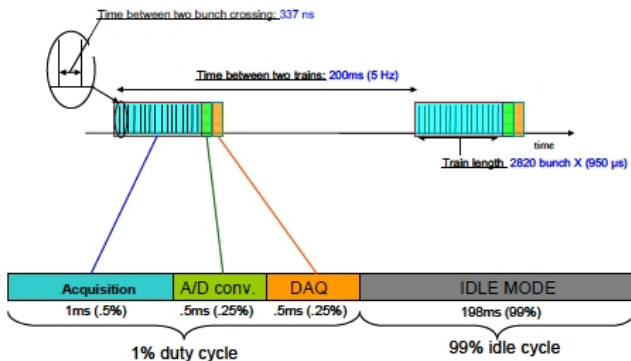 Time between two bunch crossing: 337 ns
Time between two trains: 200ms (5 Hz)
time
Train length 2820 bunch X (950 µs)
Acquisition A/D conv. DAQ IDLE MODE
1ms (.5%) .5ms (.25%) .5ms (.25%) 198ms (99%)
1% duty cycle 99% idle cycle